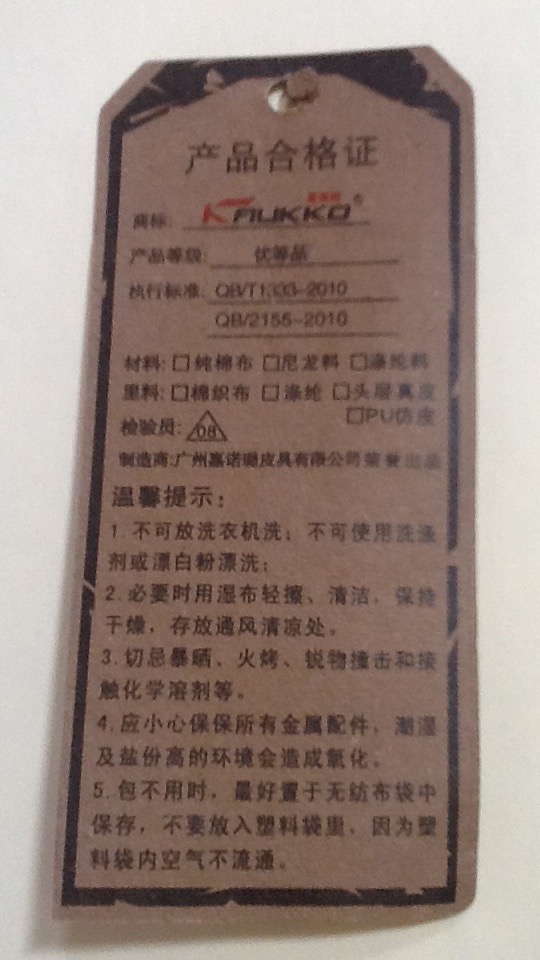 产品合格证
商标: KAUKKO®
产品等级: 优等品
执行标准: QB/T1333-2010
QB/2155-2010
材料: □纯棉布 □尼龙料 □涤纶料
里料: □棉织布 □涤纶 □头层真皮
□PU仿皮
检验员: 08
制造商:广州嘉诺曦皮具有限公司荣誉出品
温馨提示:
1.不可放洗衣机洗;不可使用洗涤
剂或漂白粉漂洗;
2.必要时用湿布轻擦、清洁,保持
干燥,存放通风清凉处。
3.切忌暴晒、火烤、锐物撞击和接
触化学溶剂等。
4.应小心保保所有金属配件,潮湿
及盐份高的环境会造成氧化。
5.包不用时,最好置于无纺布袋中
保存,不要放入塑料袋里,因为塑
料袋内空气不流通。